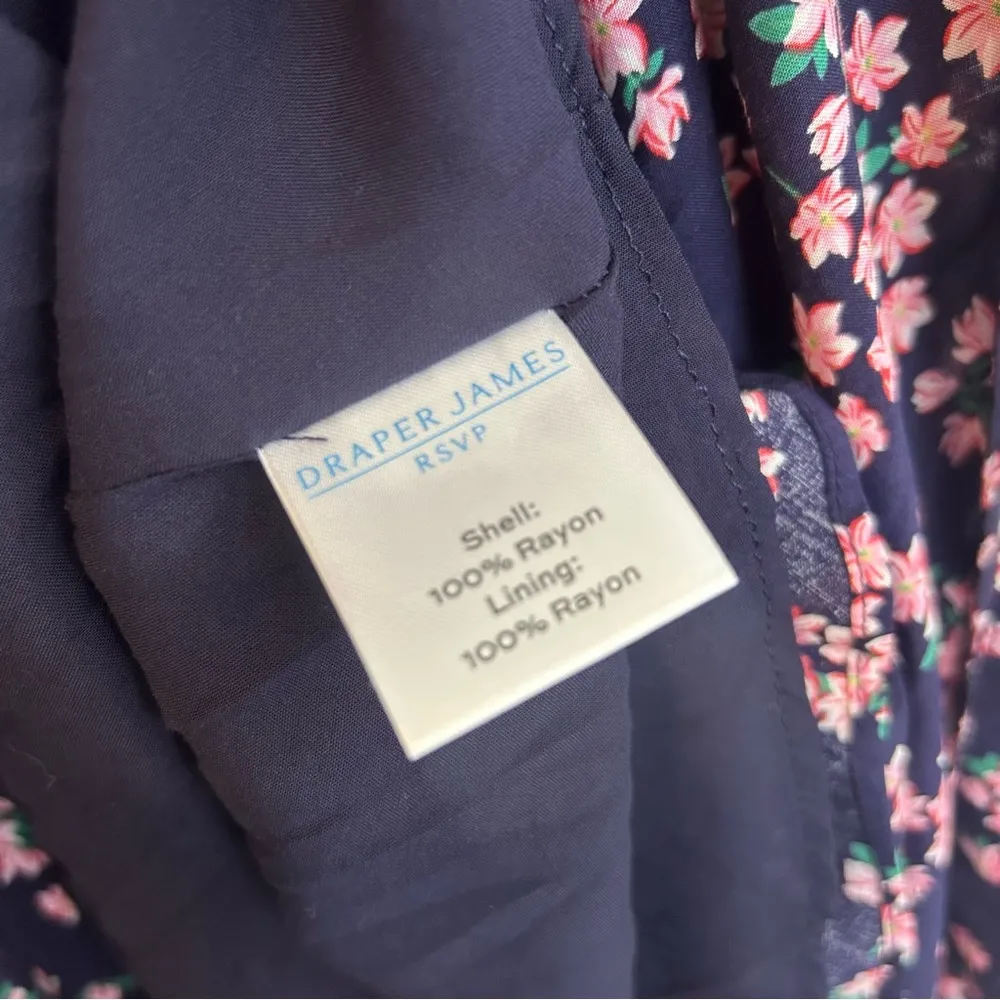 DRAPER JAMES
RSVP
Shell:
100% Rayon
Lining:
100% Rayon